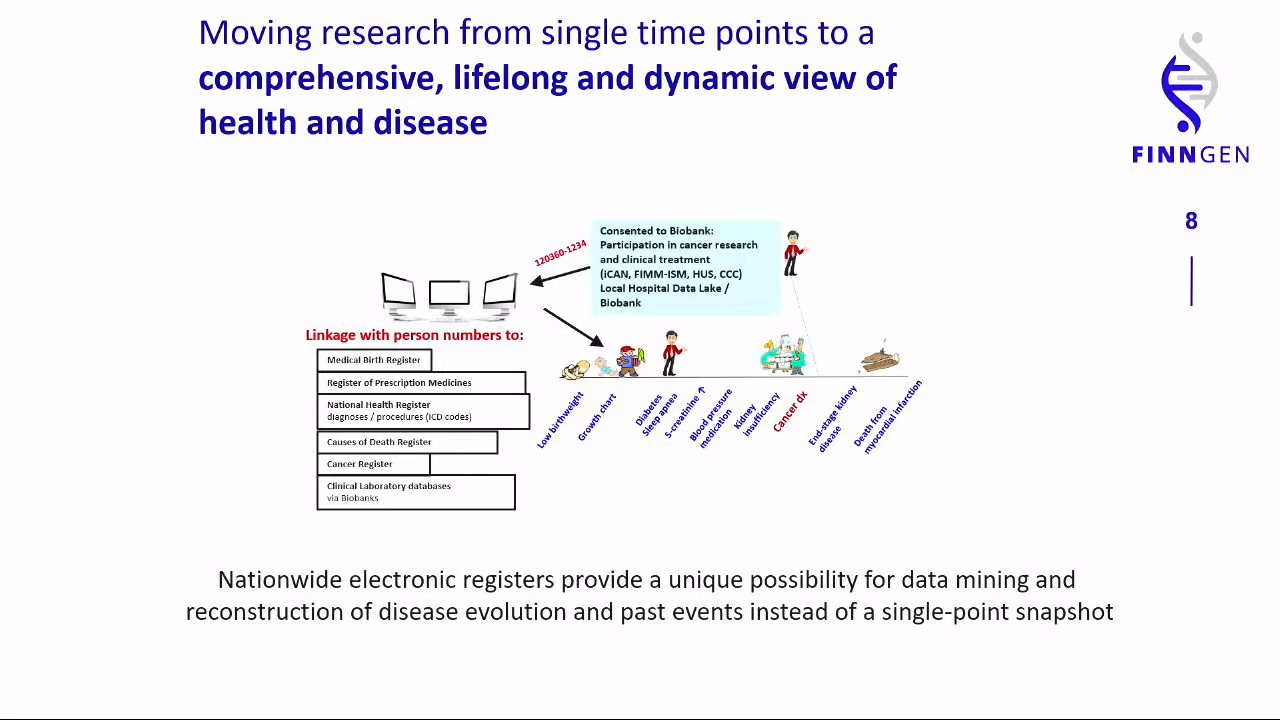 Moving research from single time points to a
comprehensive, lifelong and dynamic view of
health and disease
FINNGEN
8
Consented to Biobank:
Participation in cancer research
and clinical treatment
(iCAN, FIMM-ISM, HUS, CCC)
Local Hospital Data Lake /
Biobank
120360-1234
Linkage with person numbers to:
Medical Birth Register
Register of Prescription Medicines
National Health Register
diagnoses / procedures (ICD codes)
Causes of Death Register
Cancer Register
Clinical Laboratory databases
via Biobanks
Low birthweight
Growth chart
Diabetes
Sleep apnea
S-creatinine ↑
Blood pressure
medication
Kidney
insufficiency
Cancer dx
End-stage kidney
disease
Death from
myocardial infarction
Nationwide electronic registers provide a unique possibility for data mining and
reconstruction of disease evolution and past events instead of a single-point snapshot